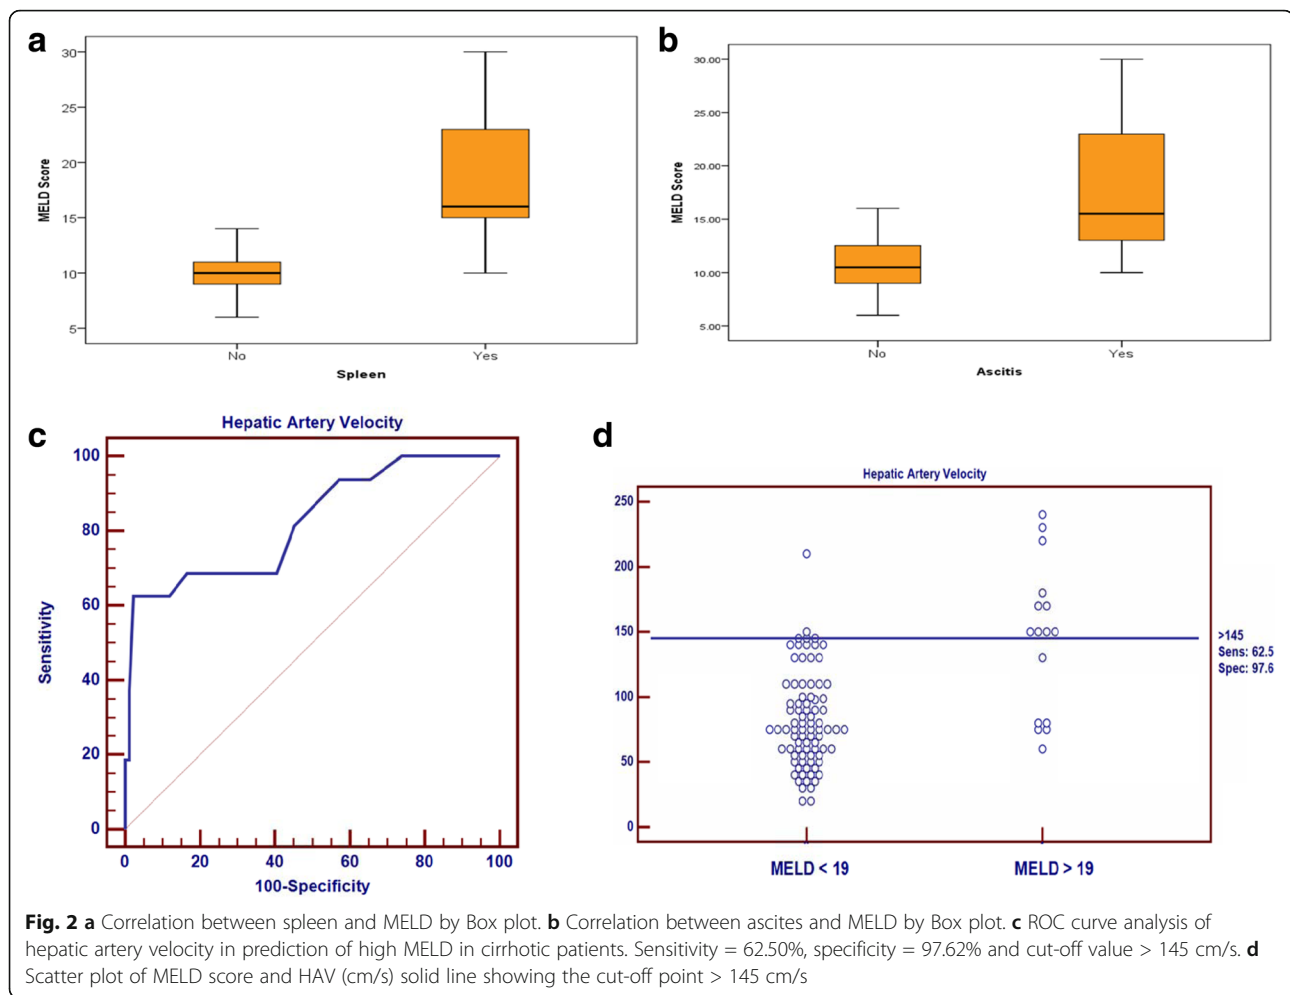 a
30
25
20
15
10
5
MELD Score
No
Yes
Spleen
b
30.00
25.00
20.00
15.00
10.00
5.00
MELD Score
No
Yes
Ascitis
c
Hepatic Artery Velocity
100
80
60
40
20
0
Sensitivity
0 20 40 60 80 100
100-Specificity
d
Hepatic Artery Velocity
250
200
150
100
50
0
>145
Sens: 62.5
Spec: 97.6
MELD < 19
MELD > 19
Fig. 2 a Correlation between spleen and MELD by Box plot. b Correlation between ascites and MELD by Box plot. c ROC curve analysis of
hepatic artery velocity in prediction of high MELD in cirrhotic patients. Sensitivity = 62.50%, specificity = 97.62% and cut-off value > 145 cm/s. d
Scatter plot of MELD score and HAV (cm/s) solid line showing the cut-off point > 145 cm/s